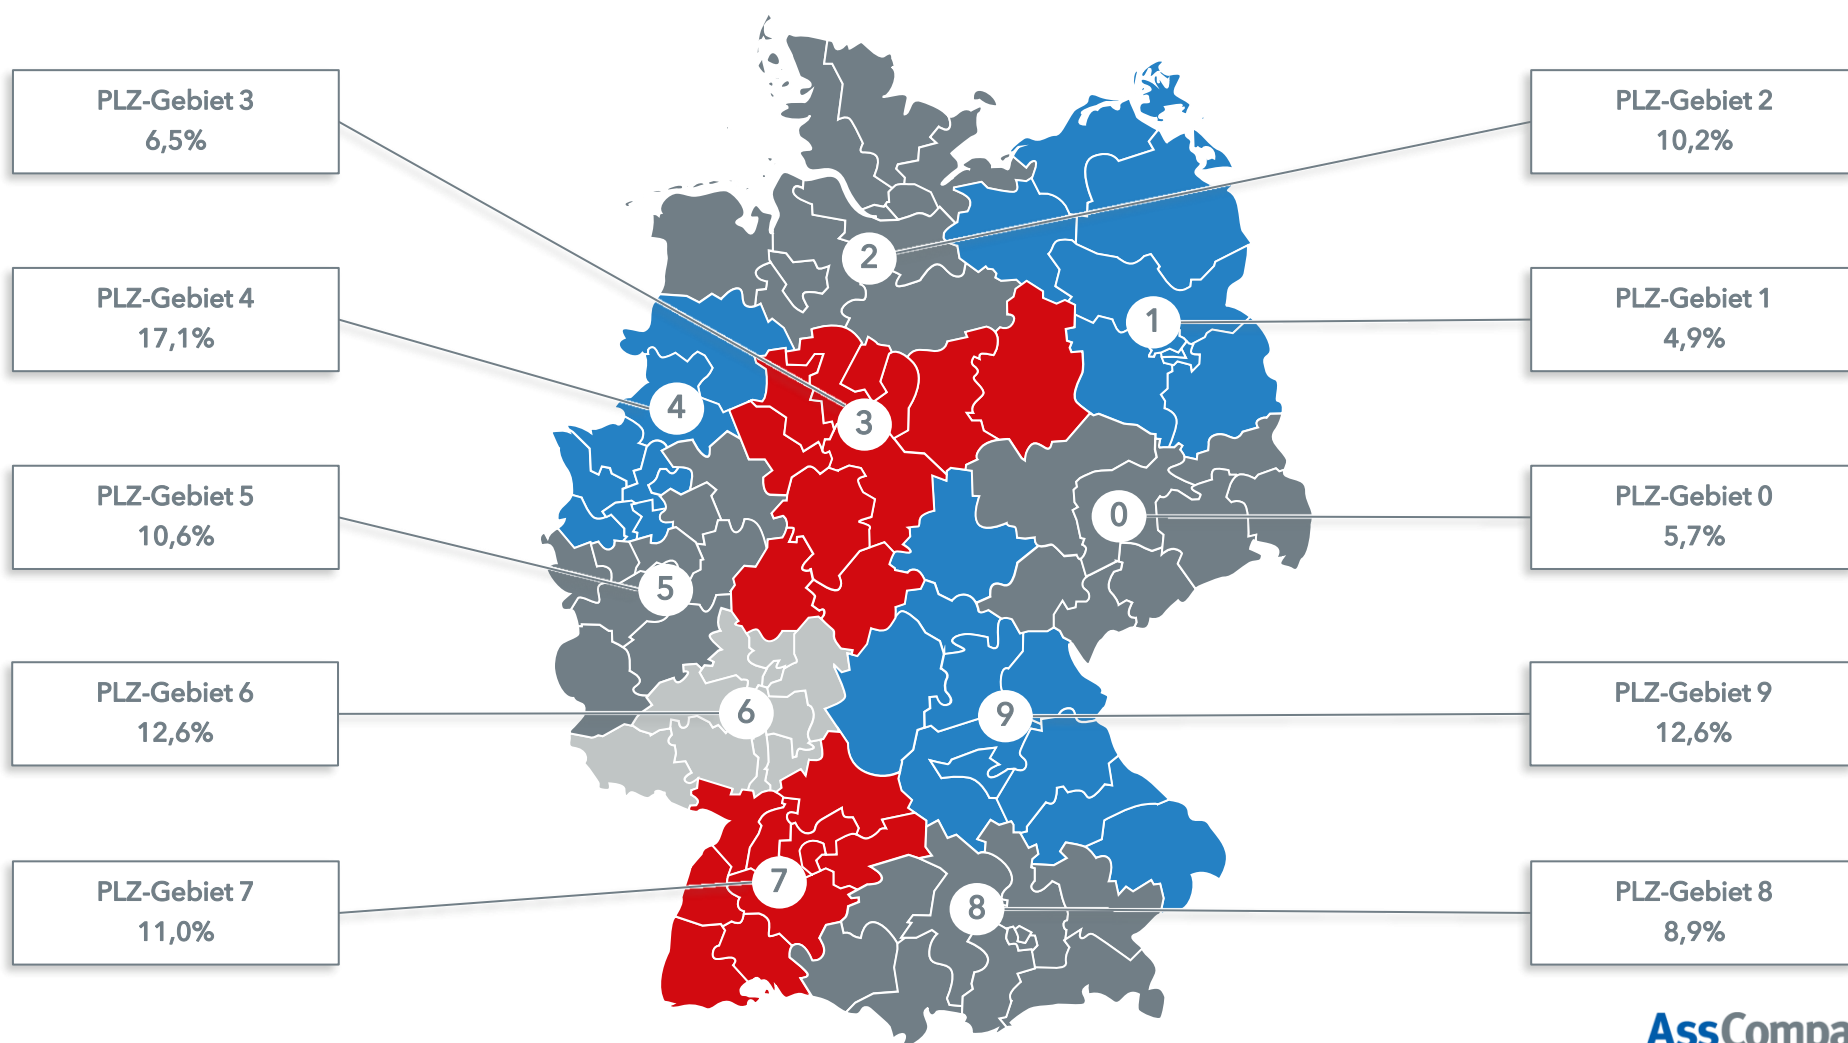 PLZ-Gebiet 3
6,5%
PLZ-Gebiet 4
17,1%
PLZ-Gebiet 5
10,6%
PLZ-Gebiet 6
12,6%
PLZ-Gebiet 7
11,0%
2
1
4
3
0
5
6
9
7
8
PLZ-Gebiet 2
10,2%
PLZ-Gebiet 1
4,9%
PLZ-Gebiet 0
5,7%
PLZ-Gebiet 9
12,6%
PLZ-Gebiet 8
8,9%
AssCompa